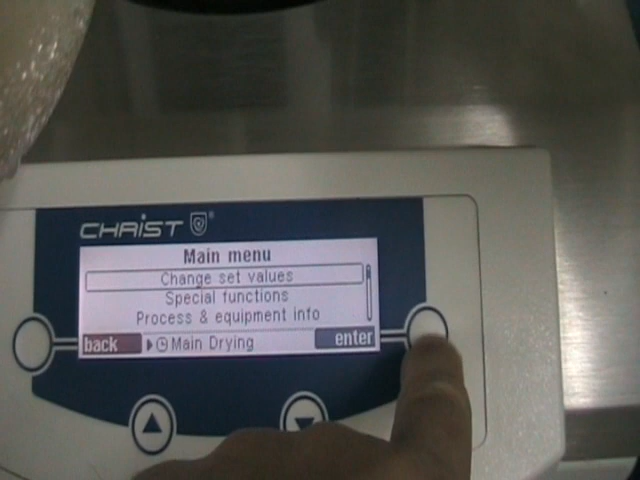 CHRIST
Main menu
Change set values
Special functions
Process & equipment info
back Main Drying enter